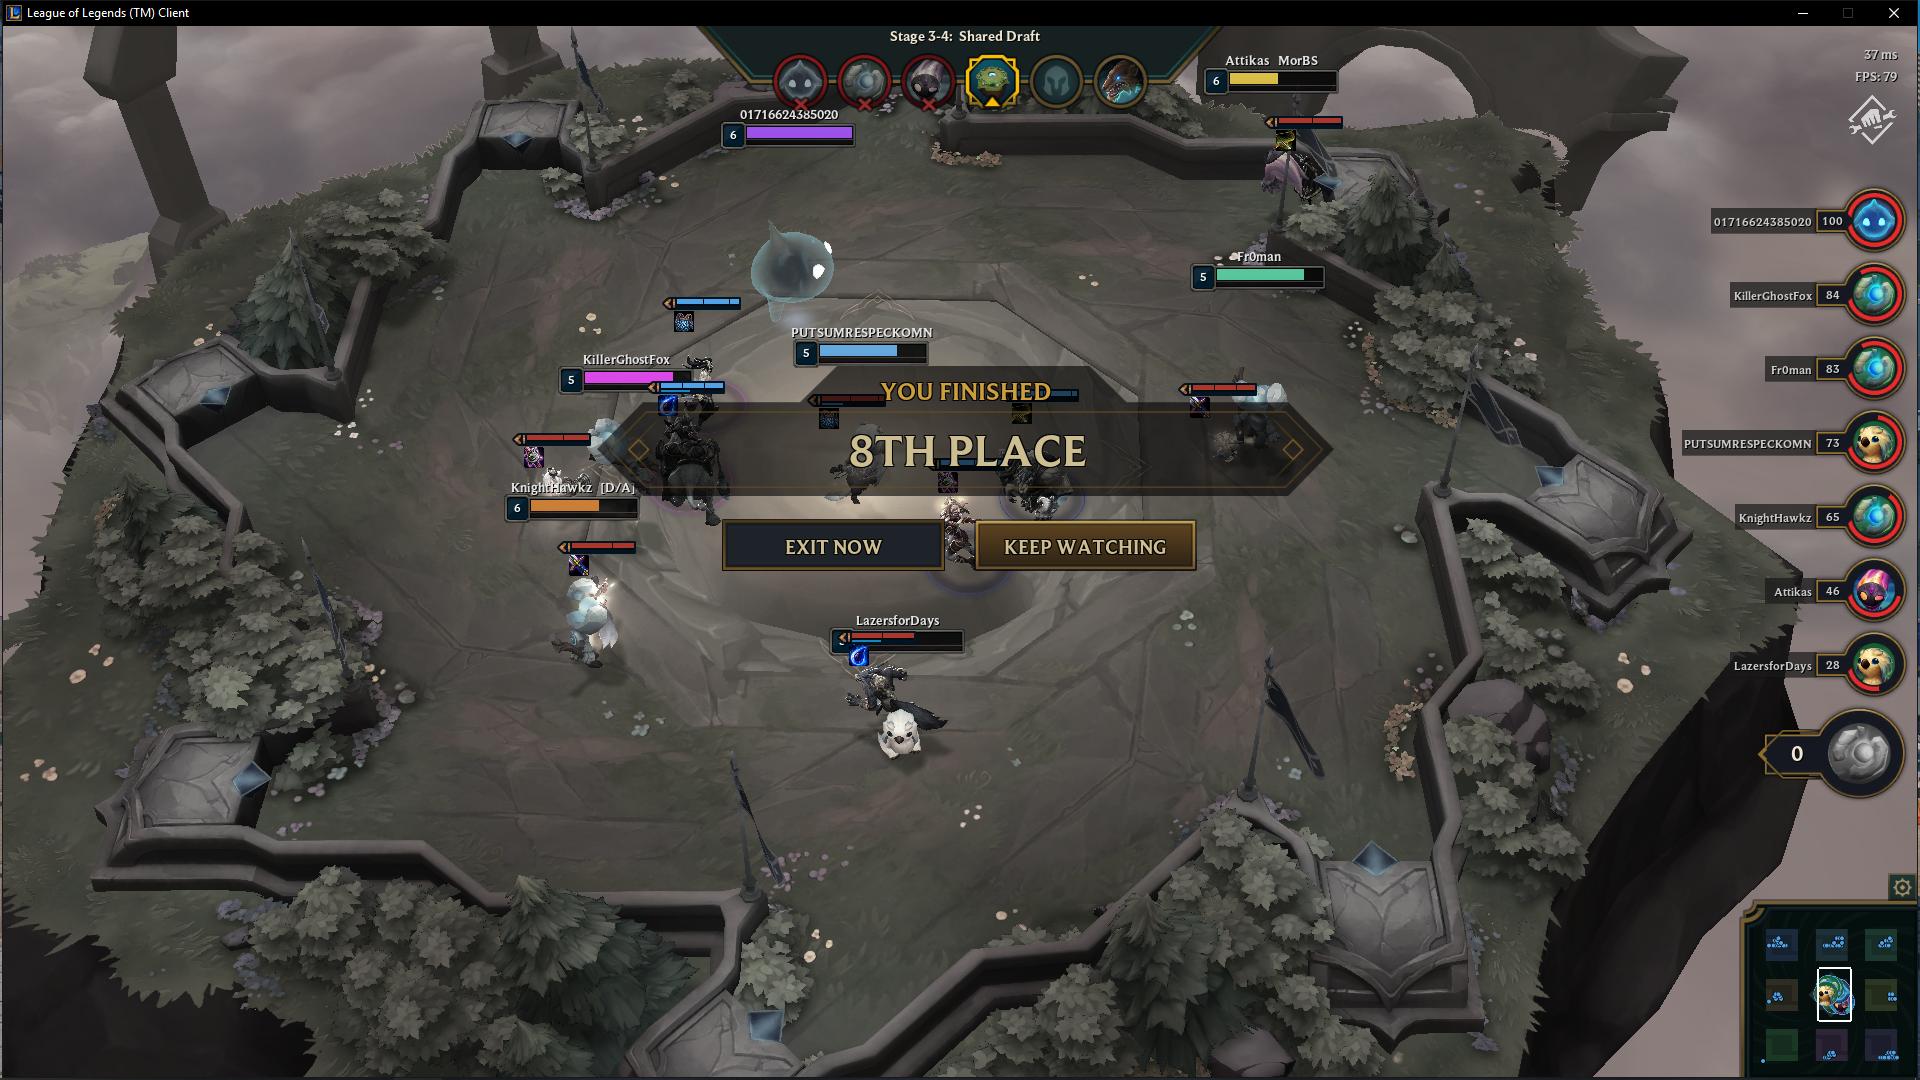 League of Legends (TM) Client
Stage 3-4: Shared Draft
37 ms
FPS: 79
Attikas MorBS
6
01716624385020
6
Fr0man
5
PUTSUMRESPECKOMN
5
KillerGhostFox
5
YOU FINISHED
8TH PLACE
KnightHawkz [D/A]
6
EXIT NOW
KEEP WATCHING
LazersforDays
01716624385020 100
KillerGhostFox 84
Fr0man 83
PUTSUMRESPECKOMN 73
KnightHawkz 65
Attikas 46
LazersforDays 28
0